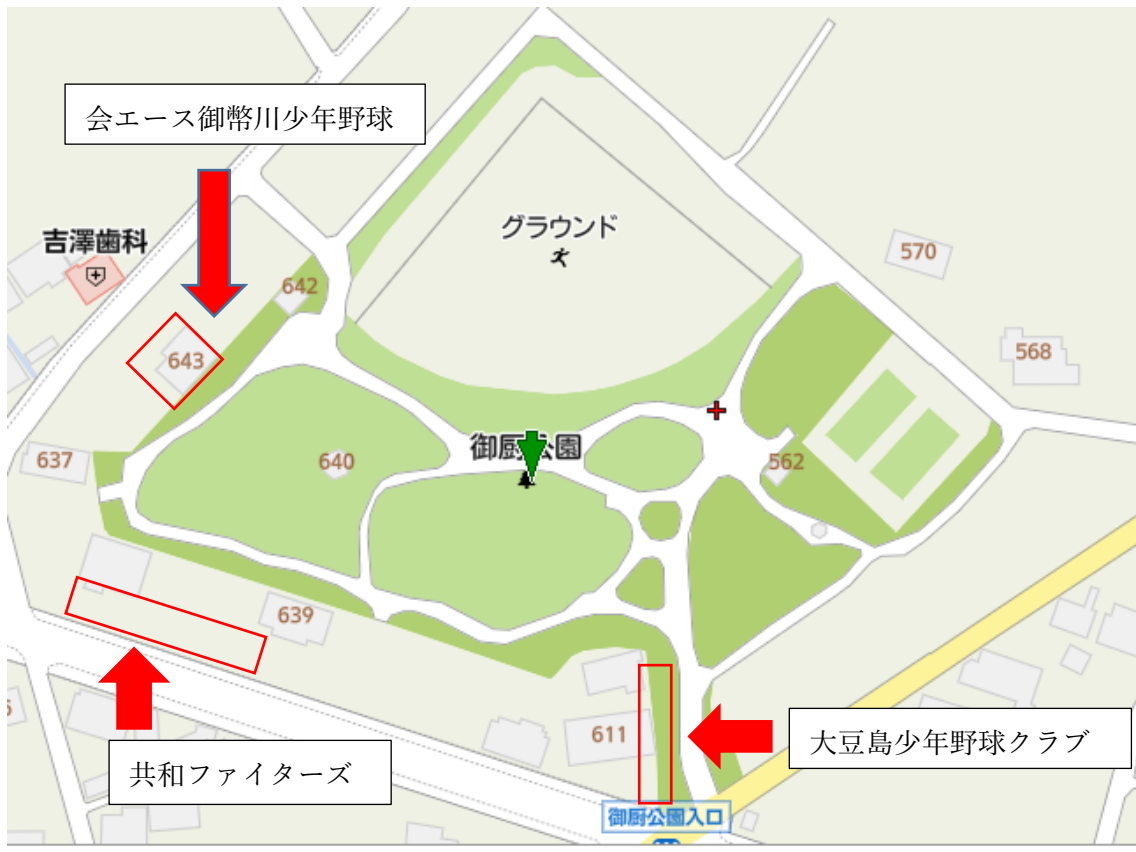 会エース御幣川少年野球
グラウンド
吉澤歯科
570
642
643
568
御厨公園
637
640
562
639
611
大豆島少年野球クラブ
共和ファイターズ
御厨公園入口